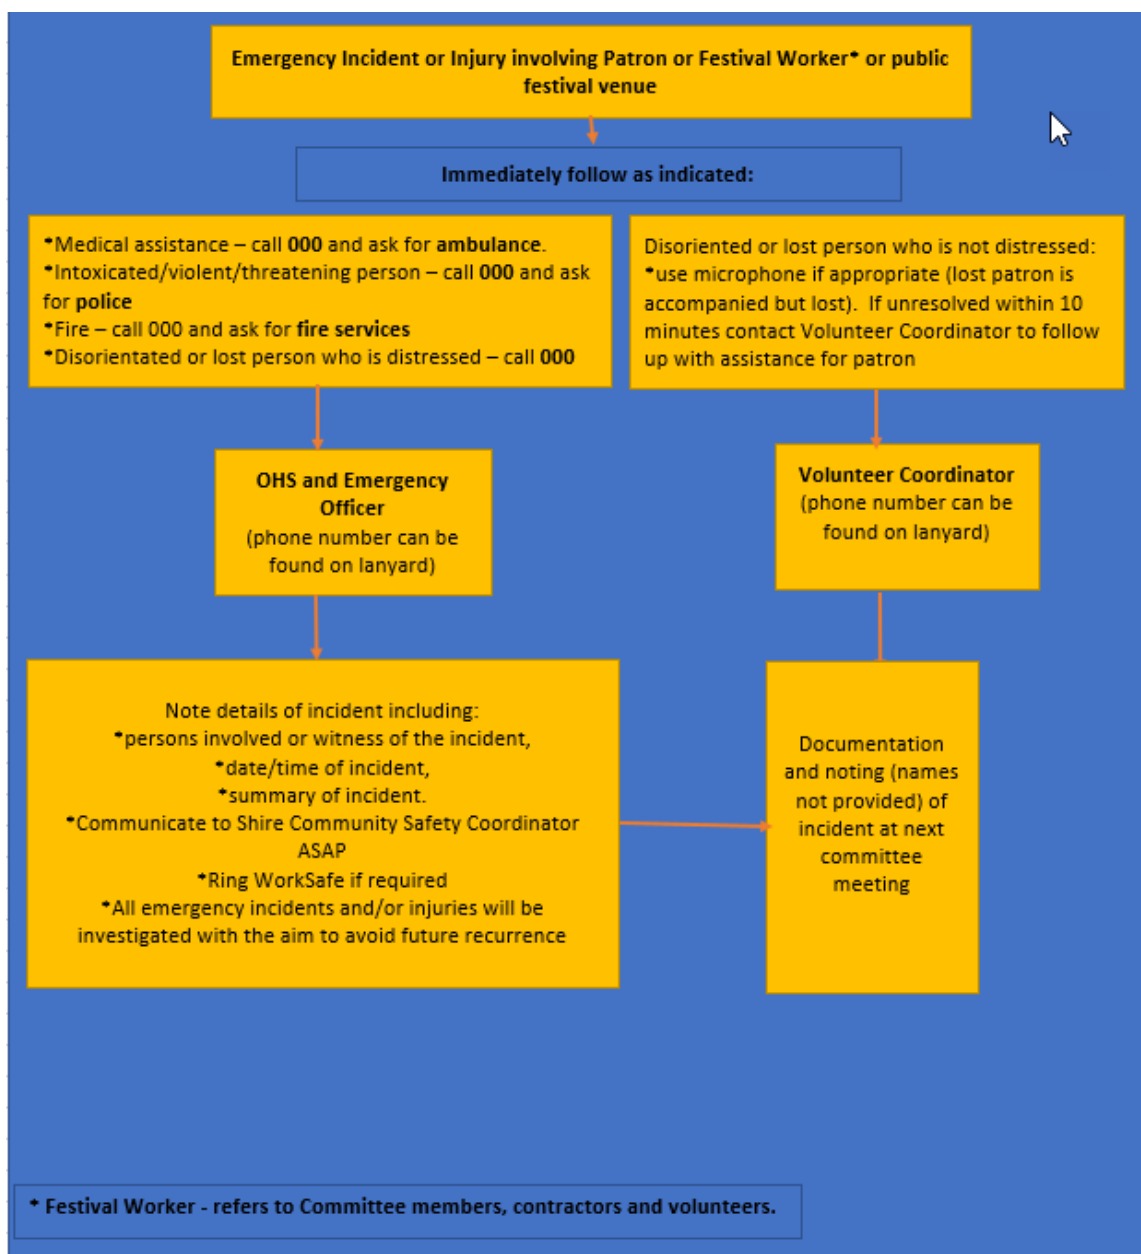 Emergency Incident or Injury involving Patron or Festival Worker* or public
festival venue
Immediately follow as indicated:
*Medical assistance – call 000 and ask for ambulance.
*Intoxicated/violent/threatening person – call 000 and ask
for police
*Fire – call 000 and ask for fire services
*Disorientated or lost person who is distressed – call 000
Disoriented or lost person who is not distressed:
*use microphone if appropriate (lost patron is
accompanied but lost).  If unresolved within 10
minutes contact Volunteer Coordinator to follow
up with assistance for patron
OHS and Emergency
Officer
(phone number can be
found on lanyard)
Volunteer Coordinator
(phone number can be
found on lanyard)
Note details of incident including:
*persons involved or witness of the incident,
*date/time of incident,
*summary of incident.
*Communicate to Shire Community Safety Coordinator
ASAP
*Ring WorkSafe if required
*All emergency incidents and/or injuries will be
investigated with the aim to avoid future recurrence
Documentation
and noting (names
not provided) of
incident at next
committee
meeting
* Festival Worker - refers to Committee members, contractors and volunteers.